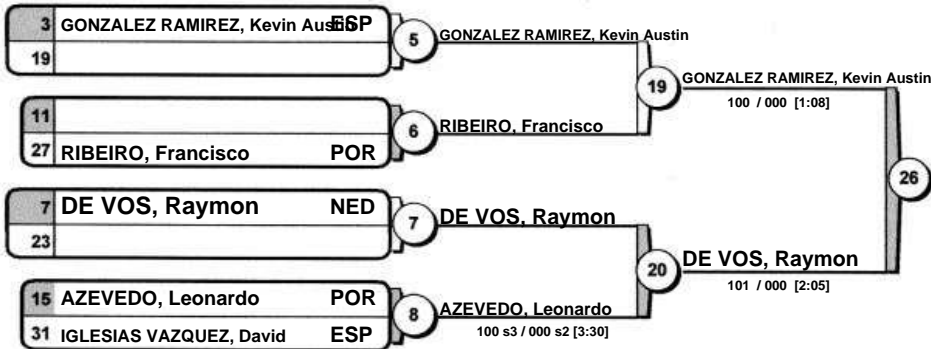 3 GONZALEZ RAMIREZ, Kevin Austin ESP
19
5
GONZALEZ RAMIREZ, Kevin Austin
11
27 RIBEIRO, Francisco POR
6
RIBEIRO, Francisco
19
GONZALEZ RAMIREZ, Kevin Austin
100 / 000 [1:08]
7 DE VOS, Raymon NED
23
7
DE VOS, Raymon
15 AZEVEDO, Leonardo POR
31 IGLESIAS VAZQUEZ, David ESP
8
AZEVEDO, Leonardo
100 s3 / 000 s2 [3:30]
20
DE VOS, Raymon
101 / 000 [2:05]
26